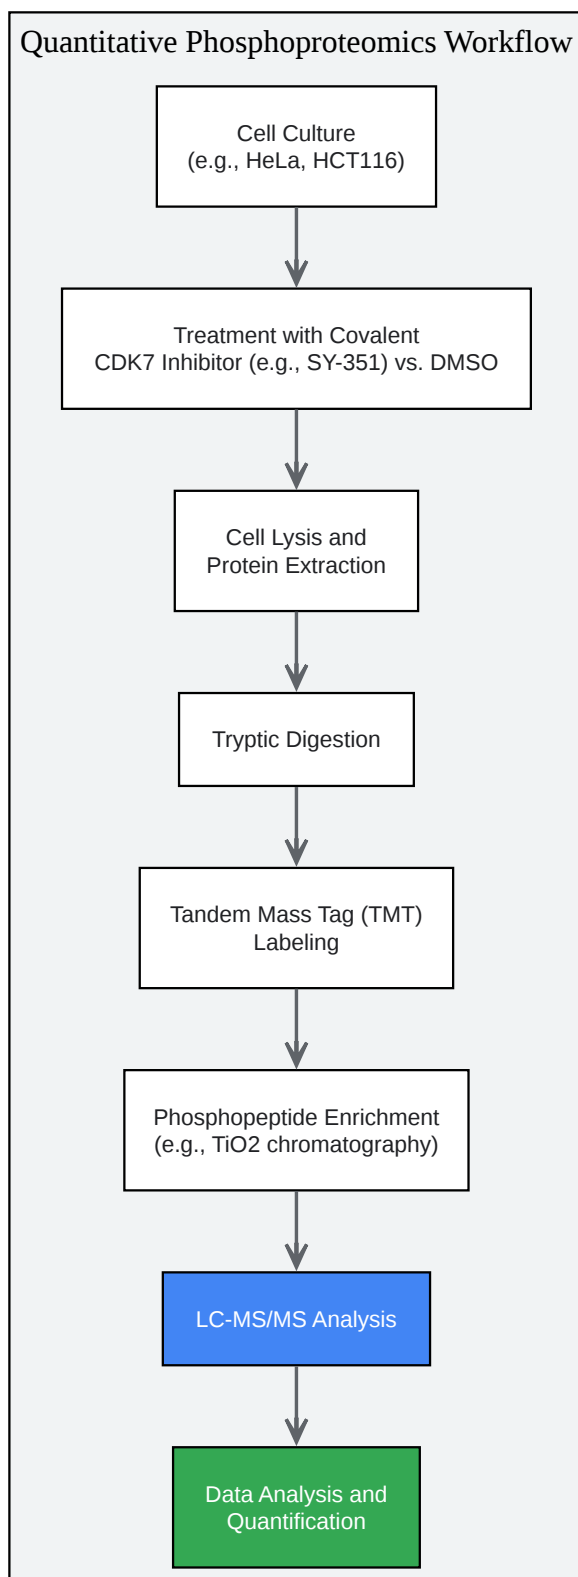 Quantitative Phosphoproteomics Workflow
Cell Culture
(e.g., HeLa, HCT116)
Treatment with Covalent
CDK7 Inhibitor (e.g., SY-351) vs. DMSO
Cell Lysis and
Protein Extraction
Tryptic Digestion
Tandem Mass Tag (TMT)
Labeling
Phosphopeptide Enrichment
(e.g., TiO2 chromatography)
LC-MS/MS Analysis
Data Analysis and
Quantification